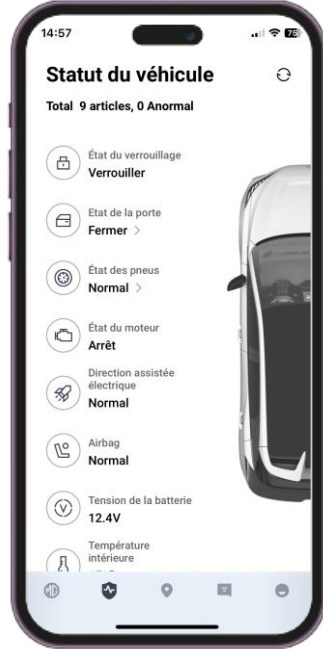 14:57
75
Statut du véhicule
Total 9 articles, 0 Anormal
État du verrouillage
Verrouiller
Etat de la porte
Fermer >
État des pneus
Normal >
État du moteur
Arrêt
Direction assistée
électrique
Normal
Airbag
Normal
V
Tension de la batterie
12.4V
Température
intérieure
MG